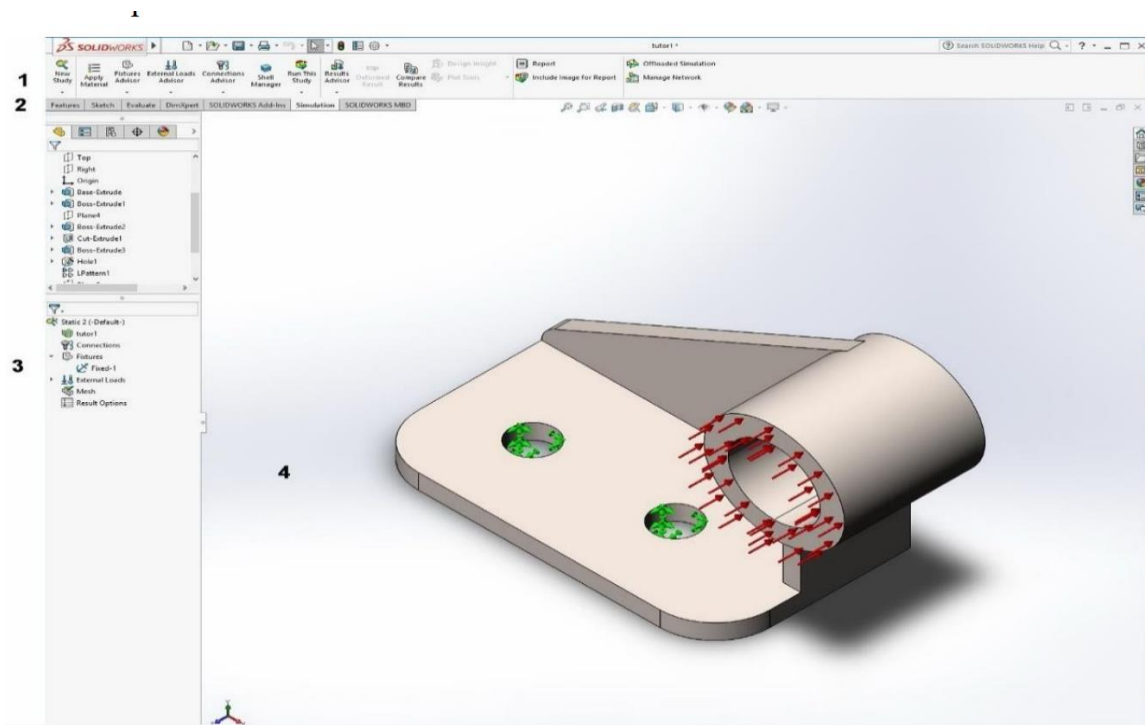 SOLIDWORKS
tutor1 *
Search SOLIDWORKS Help
1
New Study
Apply Material
Fixtures Advisor
External Loads Advisor
Connections Advisor
Shell Manager
Run This Study
Results Advisor
Deformed Result
Compare Results
Design Insight
Plot Tools
Report
Include Image for Report
Offloaded Simulation
Manage Network
2
Features Sketch Evaluate DimXpert SOLIDWORKS Add-Ins Simulation SOLIDWORKS MBD
Top
Right
Origin
Base-Extrude
Boss-Extrude1
Plane4
Boss-Extrude2
Cut-Extrude1
Boss-Extrude3
Hole1
LPattern1
Static 2 (-Default-)
tutor1
Connections
3
Fixtures
Fixed-1
External Loads
Mesh
Result Options
4